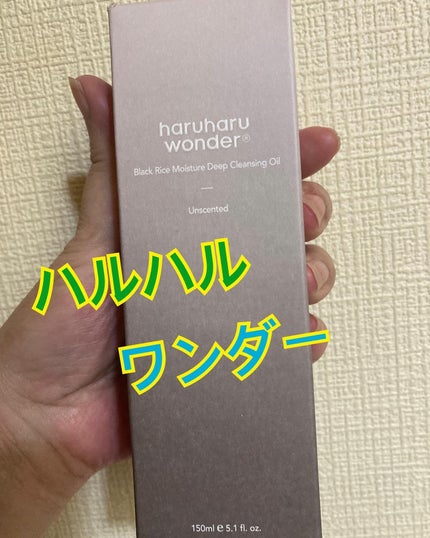 haruharu
wonder®
Black Rice Moisture Deep Cleansing Oil
Unscented
ハルハル
ワンダー
150ml ℮ 5.1 fl. oz.